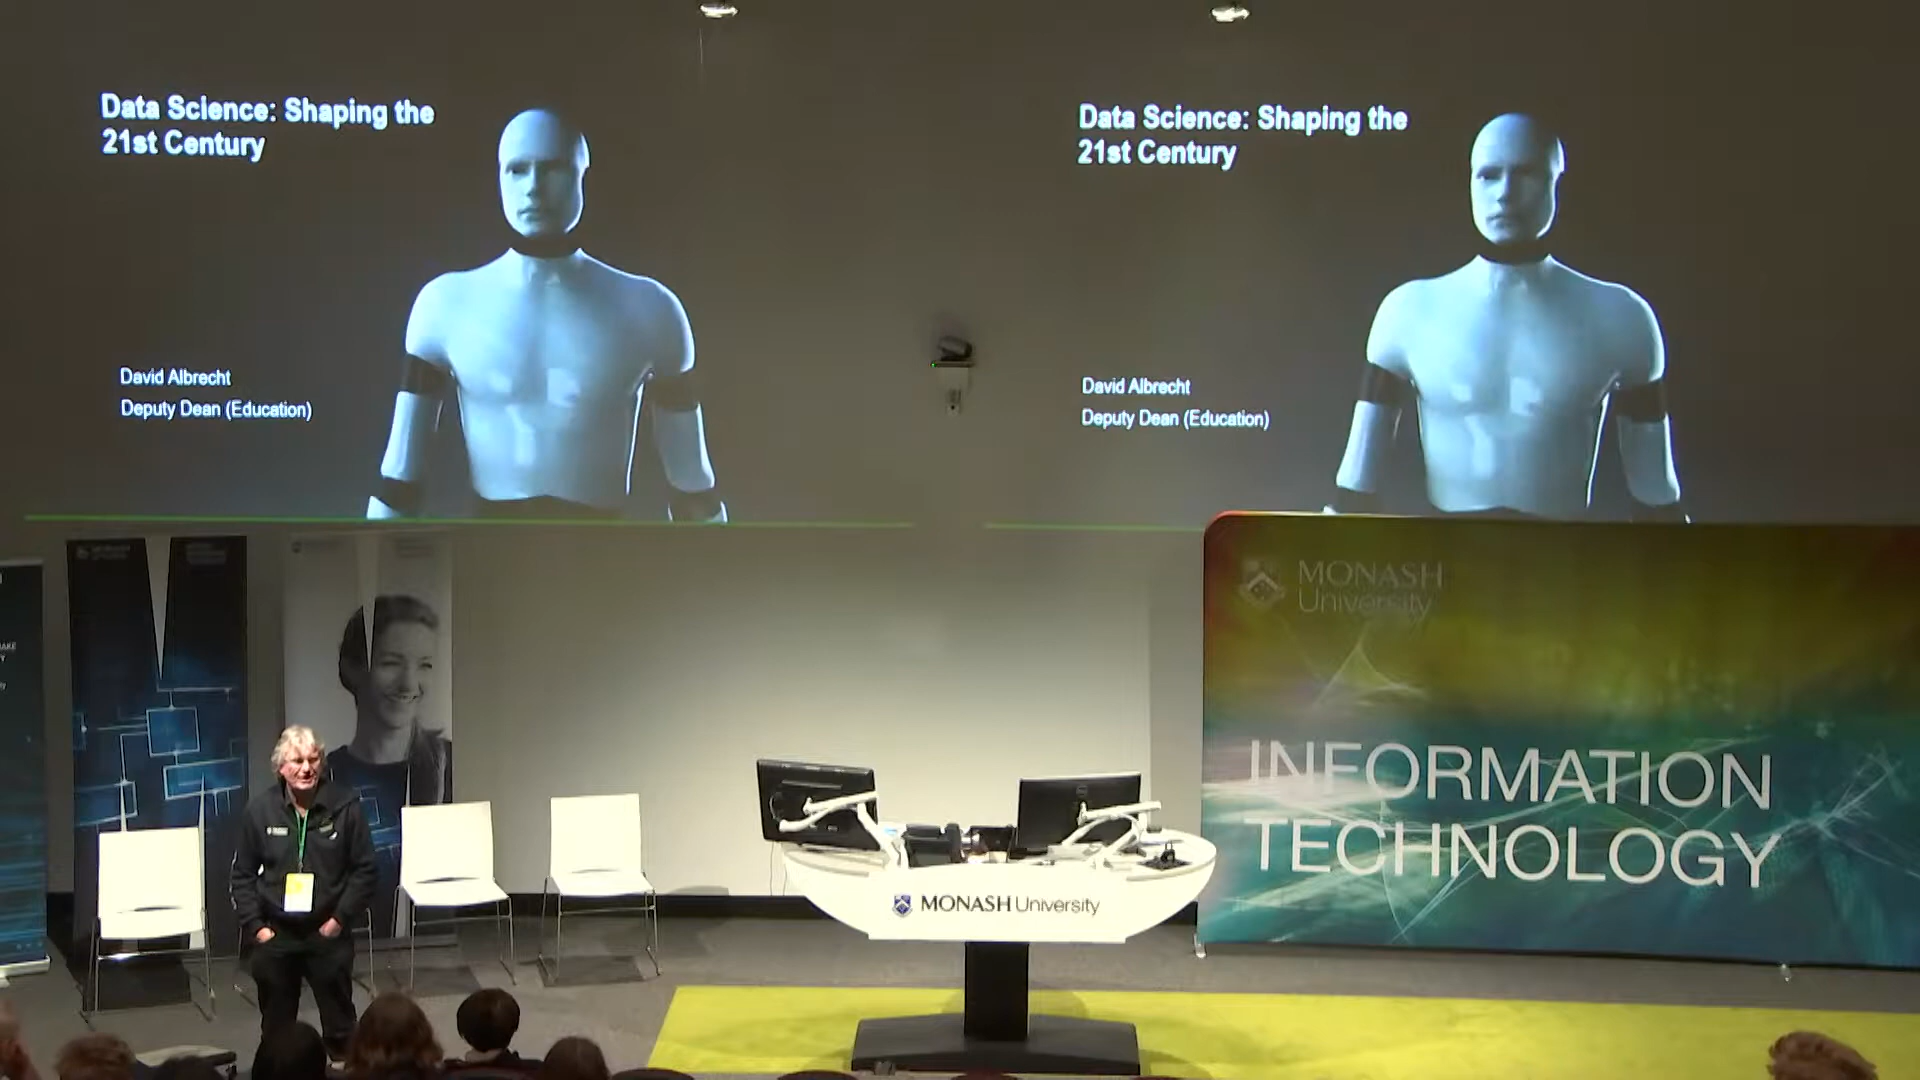 Data Science: Shaping the
21st Century
David Albrecht
Deputy Dean (Education)
Data Science: Shaping the
21st Century
David Albrecht
Deputy Dean (Education)
MONASH
University
INFORMATION
TECHNOLOGY
MONASH University